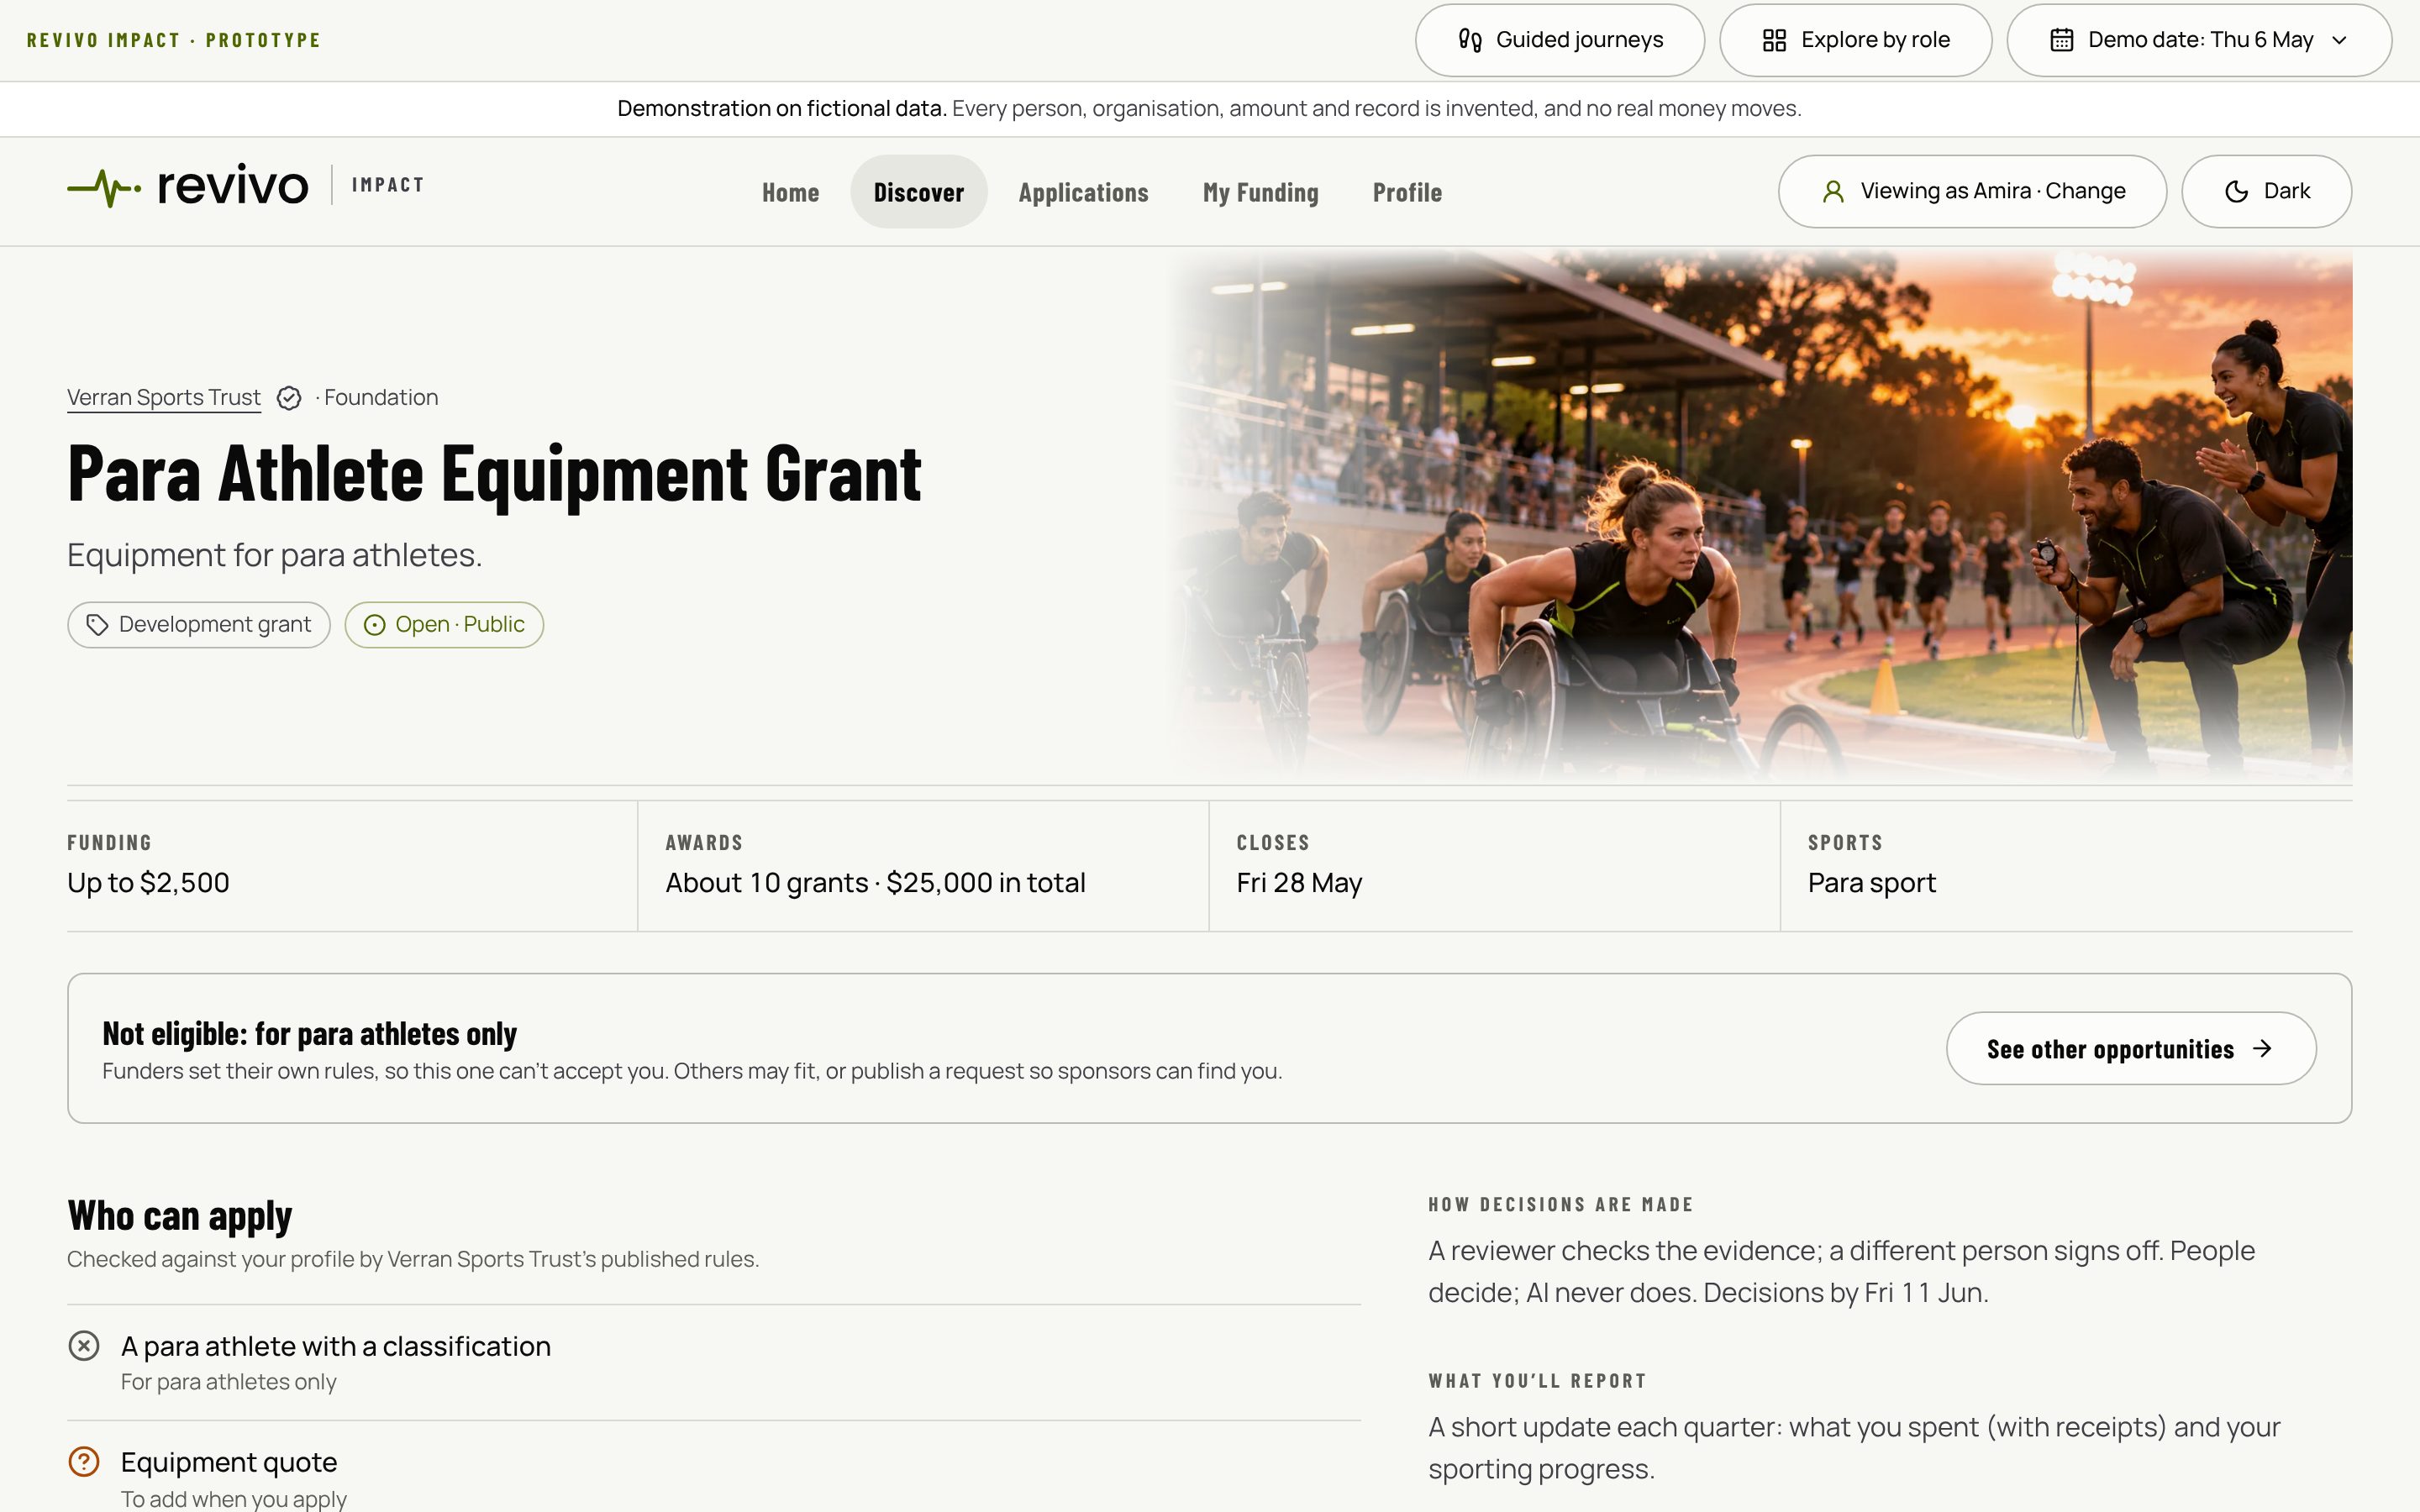 REVIVO IMPACT · PROTOTYPE
Guided journeys
Explore by role
Demo date: Thu 6 May
Demonstration on fictional data. Every person, organisation, amount and record is invented, and no real money moves.
revivo IMPACT
Home
Discover
Applications
My Funding
Profile
Viewing as Amira · Change
Dark
Verran Sports Trust · Foundation
Para Athlete Equipment Grant
Equipment for para athletes.
Development grant
Open · Public
FUNDING
Up to $2,500
AWARDS
About 10 grants · $25,000 in total
CLOSES
Fri 28 May
SPORTS
Para sport
Not eligible: for para athletes only
Funders set their own rules, so this one can’t accept you. Others may fit, or publish a request so sponsors can find you.
See other opportunities
Who can apply
Checked against your profile by Verran Sports Trust’s published rules.
A para athlete with a classification
For para athletes only
Equipment quote
To add when you apply
HOW DECISIONS ARE MADE
A reviewer checks the evidence; a different person signs off. People
decide; AI never does. Decisions by Fri 11 Jun.
WHAT YOU’LL REPORT
A short update each quarter: what you spent (with receipts) and your
sporting progress.